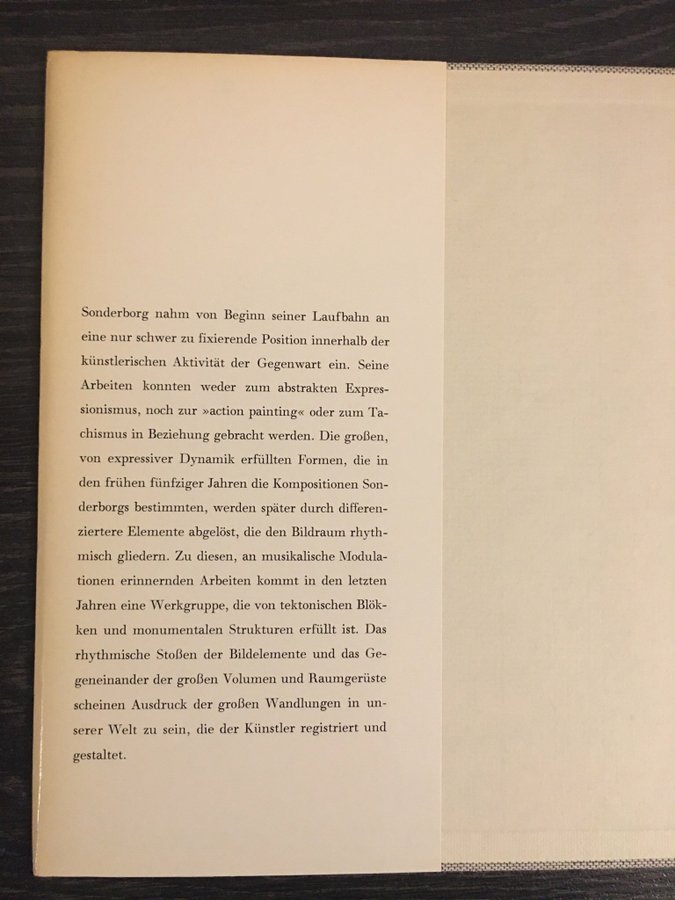 Sonderborg nahm von Beginn seiner Laufbahn an
eine nur schwer zu fixierende Position innerhalb der
künstlerischen Aktivität der Gegenwart ein. Seine
Arbeiten konnten weder zum abstrakten Expres-
sionismus, noch zur »action painting« oder zum Ta-
chismus in Beziehung gebracht werden. Die großen,
von expressiver Dynamik erfüllten Formen, die in
den frühen fünfziger Jahren die Kompositionen Son-
derborgs bestimmten, werden später durch differen-
ziertere Elemente abgelöst, die den Bildraum rhyth-
misch gliedern. Zu diesen, an musikalische Modula-
tionen erinnernden Arbeiten kommt in den letzten
Jahren eine Werkgruppe, die von tektonischen Blök-
ken und monumentalen Strukturen erfüllt ist. Das
rhythmische Stoßen der Bildelemente und das Ge-
geneinander der großen Volumen und Raumgerüste
scheinen Ausdruck der großen Wandlungen in un-
serer Welt zu sein, die der Künstler registriert und
gestaltet.